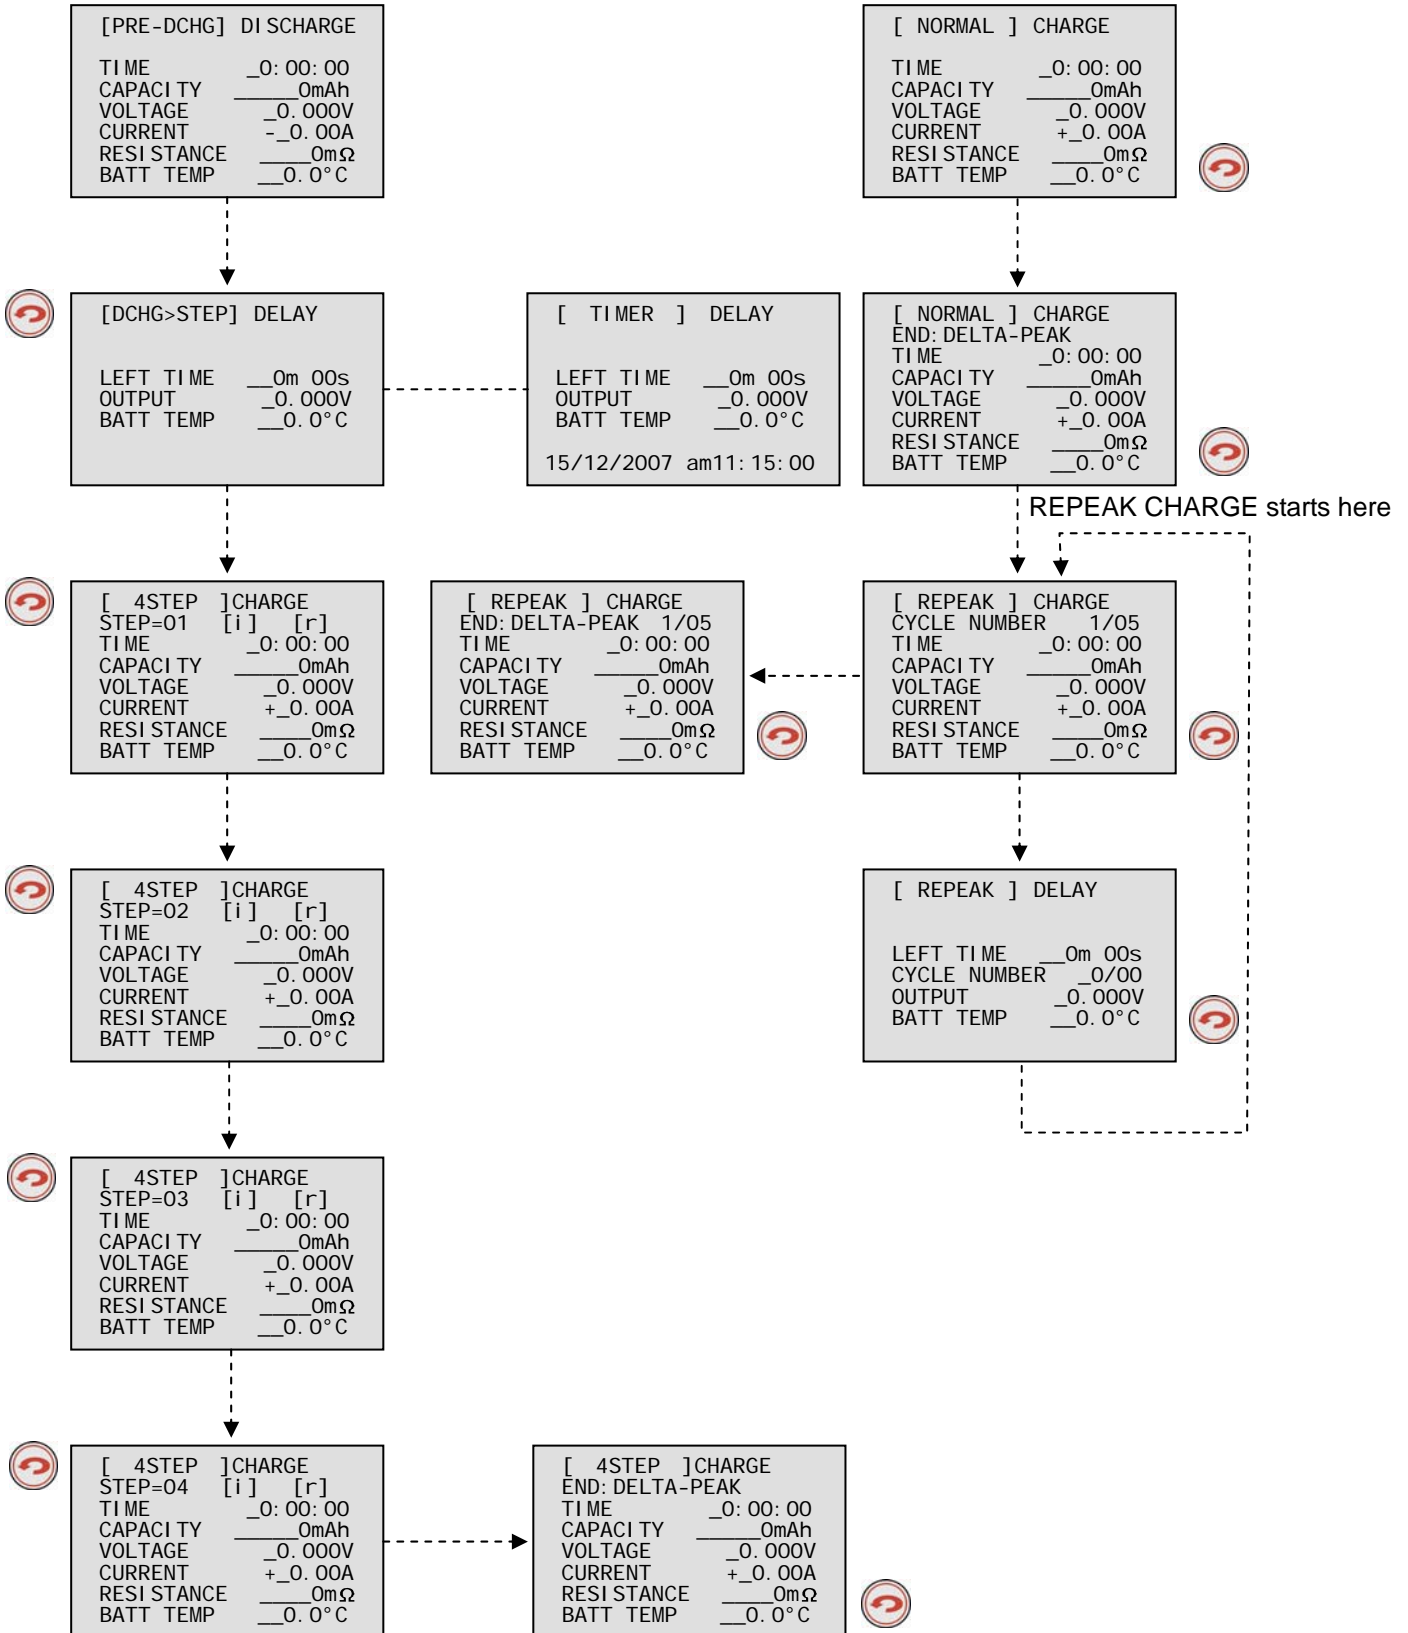 [PRE-DCHG] DISCHARGE
TIME _0:00:00
CAPACITY _____0mAh
VOLTAGE _0.000V
CURRENT -_0.00A
RESISTANCE ____0mΩ
BATT TEMP __0.0°C
[ NORMAL ] CHARGE
TIME _0:00:00
CAPACITY _____0mAh
VOLTAGE _0.000V
CURRENT +_0.00A
RESISTANCE ____0mΩ
BATT TEMP __0.0°C
[DCHG>STEP] DELAY
LEFT TIME __0m 00s
OUTPUT _0.000V
BATT TEMP __0.0°C
[ TIMER ] DELAY
LEFT TIME __0m 00s
OUTPUT _0.000V
BATT TEMP __0.0°C
15/12/2007 am11:15:00
[ NORMAL ] CHARGE
END:DELTA-PEAK
TIME _0:00:00
CAPACITY _____0mAh
VOLTAGE _0.000V
CURRENT +_0.00A
RESISTANCE ____0mΩ
BATT TEMP __0.0°C
REPEAK CHARGE starts here
[ 4STEP ]CHARGE
STEP=01 [i] [r]
TIME _0:00:00
CAPACITY _____0mAh
VOLTAGE _0.000V
CURRENT +_0.00A
RESISTANCE ____0mΩ
BATT TEMP __0.0°C
[ REPEAK ] CHARGE
END:DELTA-PEAK 1/05
TIME _0:00:00
CAPACITY _____0mAh
VOLTAGE _0.000V
CURRENT +_0.00A
RESISTANCE ____0mΩ
BATT TEMP __0.0°C
[ REPEAK ] CHARGE
CYCLE NUMBER 1/05
TIME _0:00:00
CAPACITY _____0mAh
VOLTAGE _0.000V
CURRENT +_0.00A
RESISTANCE ____0mΩ
BATT TEMP __0.0°C
[ 4STEP ]CHARGE
STEP=02 [i] [r]
TIME _0:00:00
CAPACITY _____0mAh
VOLTAGE _0.000V
CURRENT +_0.00A
RESISTANCE ____0mΩ
BATT TEMP __0.0°C
[ REPEAK ] DELAY
LEFT TIME __0m 00s
CYCLE NUMBER _0/00
OUTPUT _0.000V
BATT TEMP __0.0°C
[ 4STEP ]CHARGE
STEP=03 [i] [r]
TIME _0:00:00
CAPACITY _____0mAh
VOLTAGE _0.000V
CURRENT +_0.00A
RESISTANCE ____0mΩ
BATT TEMP __0.0°C
[ 4STEP ]CHARGE
STEP=04 [i] [r]
TIME _0:00:00
CAPACITY _____0mAh
VOLTAGE _0.000V
CURRENT +_0.00A
RESISTANCE ____0mΩ
BATT TEMP __0.0°C
[ 4STEP ]CHARGE
END:DELTA-PEAK
TIME _0:00:00
CAPACITY _____0mAh
VOLTAGE _0.000V
CURRENT +_0.00A
RESISTANCE ____0mΩ
BATT TEMP __0.0°C